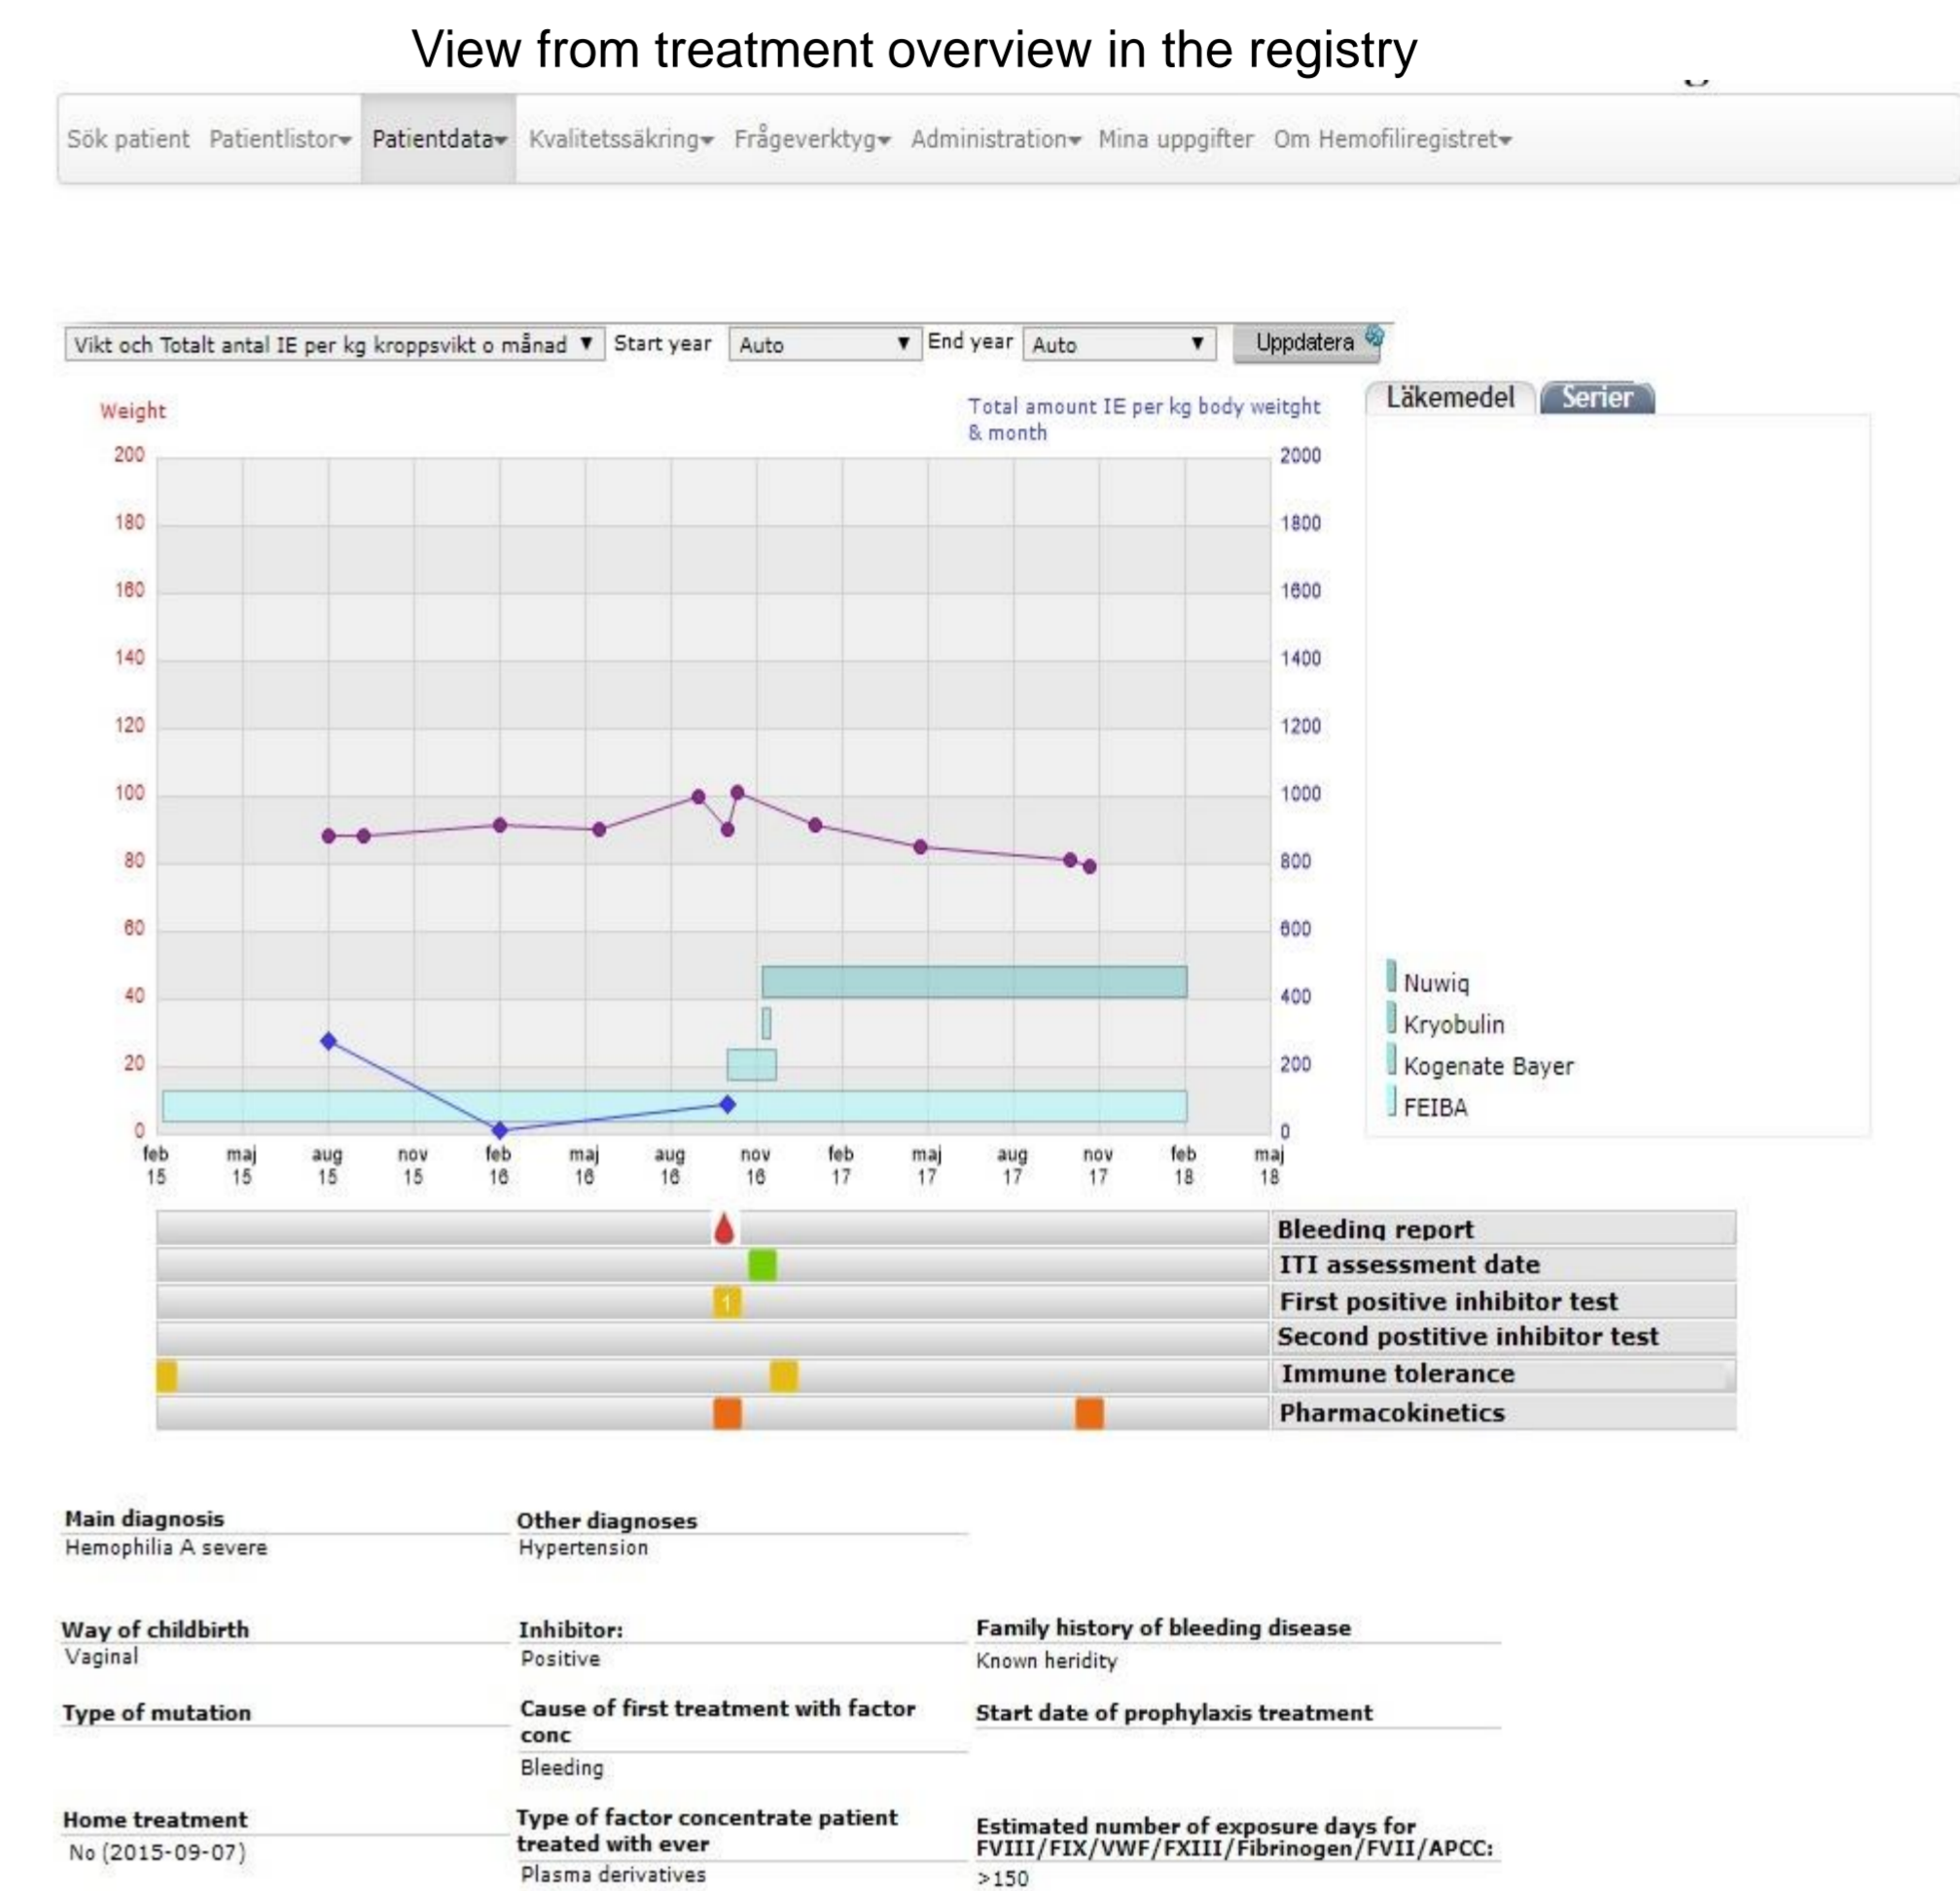 View from treatment overview in the registry
Sök patient Patientlistor Patientdata Kvalitetssäkring Frågeverktyg Administration Mina uppgifter Om Hemofiliregistret
Vikt och Totalt antal IE per kg kroppsvikt o månad Start year Auto End year Auto Uppdatera
Läkemedel Serier
Weight
Total amount IE per kg body weitght
& month
200 2000
180 1800
160 1600
140 1400
120 1200
100 1000
80 800
60 600
40 400
20 200
0 0
Nuwiq
Kryobulin
Kogenate Bayer
FEIBA
feb maj aug nov feb maj aug nov feb maj aug nov feb maj
15 15 15 15 16 16 16 16 17 17 17 17 18 18
Bleeding report
ITI assessment date
1 First positive inhibitor test
Second postitive inhibitor test
Immune tolerance
Pharmacokinetics
Main diagnosis
Hemophilia A severe
Other diagnoses
Hypertension
Way of childbirth
Vaginal
Inhibitor:
Positive
Family history of bleeding disease
Known heridity
Type of mutation
Cause of first treatment with factor
conc
Bleeding
Start date of prophylaxis treatment
Home treatment
No (2015-09-07)
Type of factor concentrate patient
treated with ever
Plasma derivatives
Estimated number of exposure days for
FVIII/FIX/VWF/FXIII/Fibrinogen/FVII/APCC:
>150